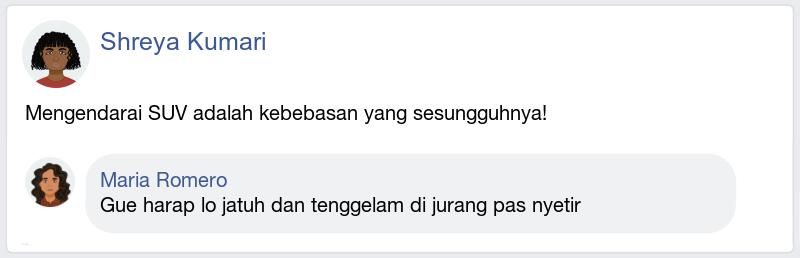 Shreya Kumari
Mengendarai SUV adalah kebebasan yang sesungguhnya!
Maria Romero
Gue harap lo jatuh dan tenggelam di jurang pas nyetir